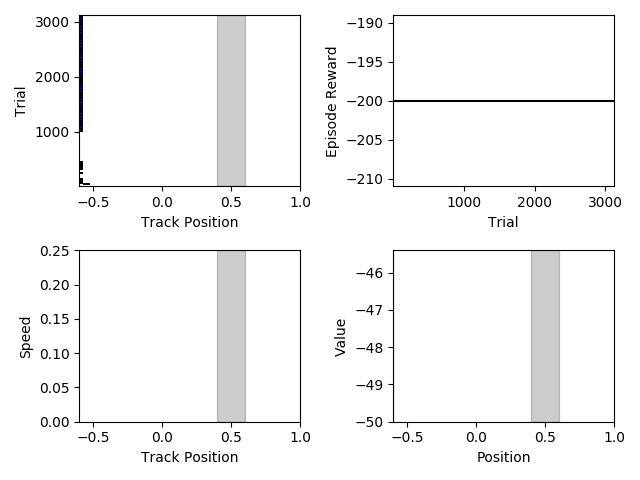 3000
2000
1000
Trial
−0.5 0.0 0.5 1.0
Track Position
−190
−195
−200
−205
−210
Episode Reward
1000 2000 3000
Trial
0.25
0.20
0.15
0.10
0.05
0.00
Speed
−0.5 0.0 0.5 1.0
Track Position
−46
−47
−48
−49
−50
Value
−0.5 0.0 0.5 1.0
Position